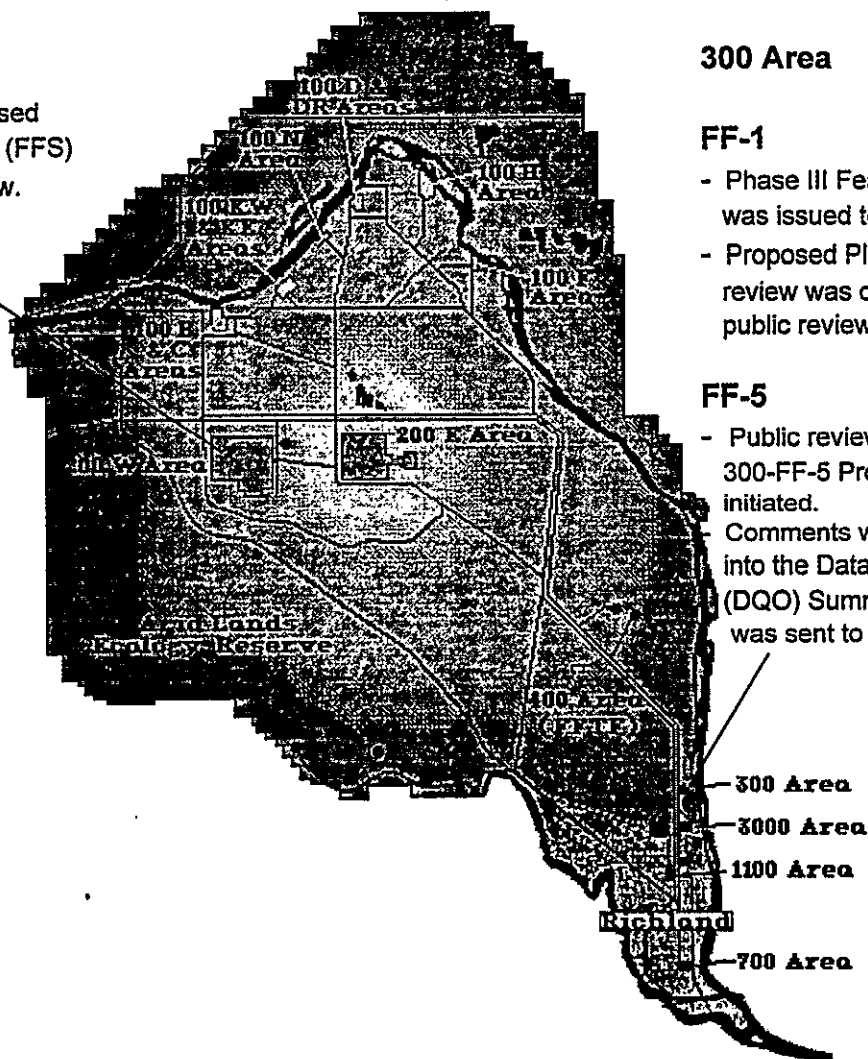 sed
(FFS)
w.
100 D &
DR Areas
100 N
Area
100 H
Area
100 KW
& KE
Areas
100 F
Area
100 B
& C
Areas
200 E Area
200 W Area
Arid Lands
Ecology Reserve
400 Area
(FFTF)
300 Area
3000 Area
1100 Area
Richland
700 Area
300 Area
FF-1
- Phase III Fea
was issued to
- Proposed Pl
review was c
public review
FF-5
- Public review
300-FF-5 Pre
initiated.
- Comments w
into the Data
(DQO) Summ
was sent to